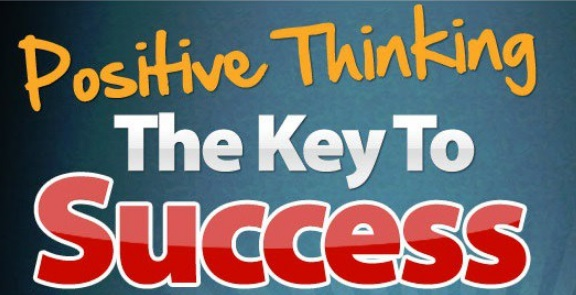 Positive Thinking
The Key To
Success